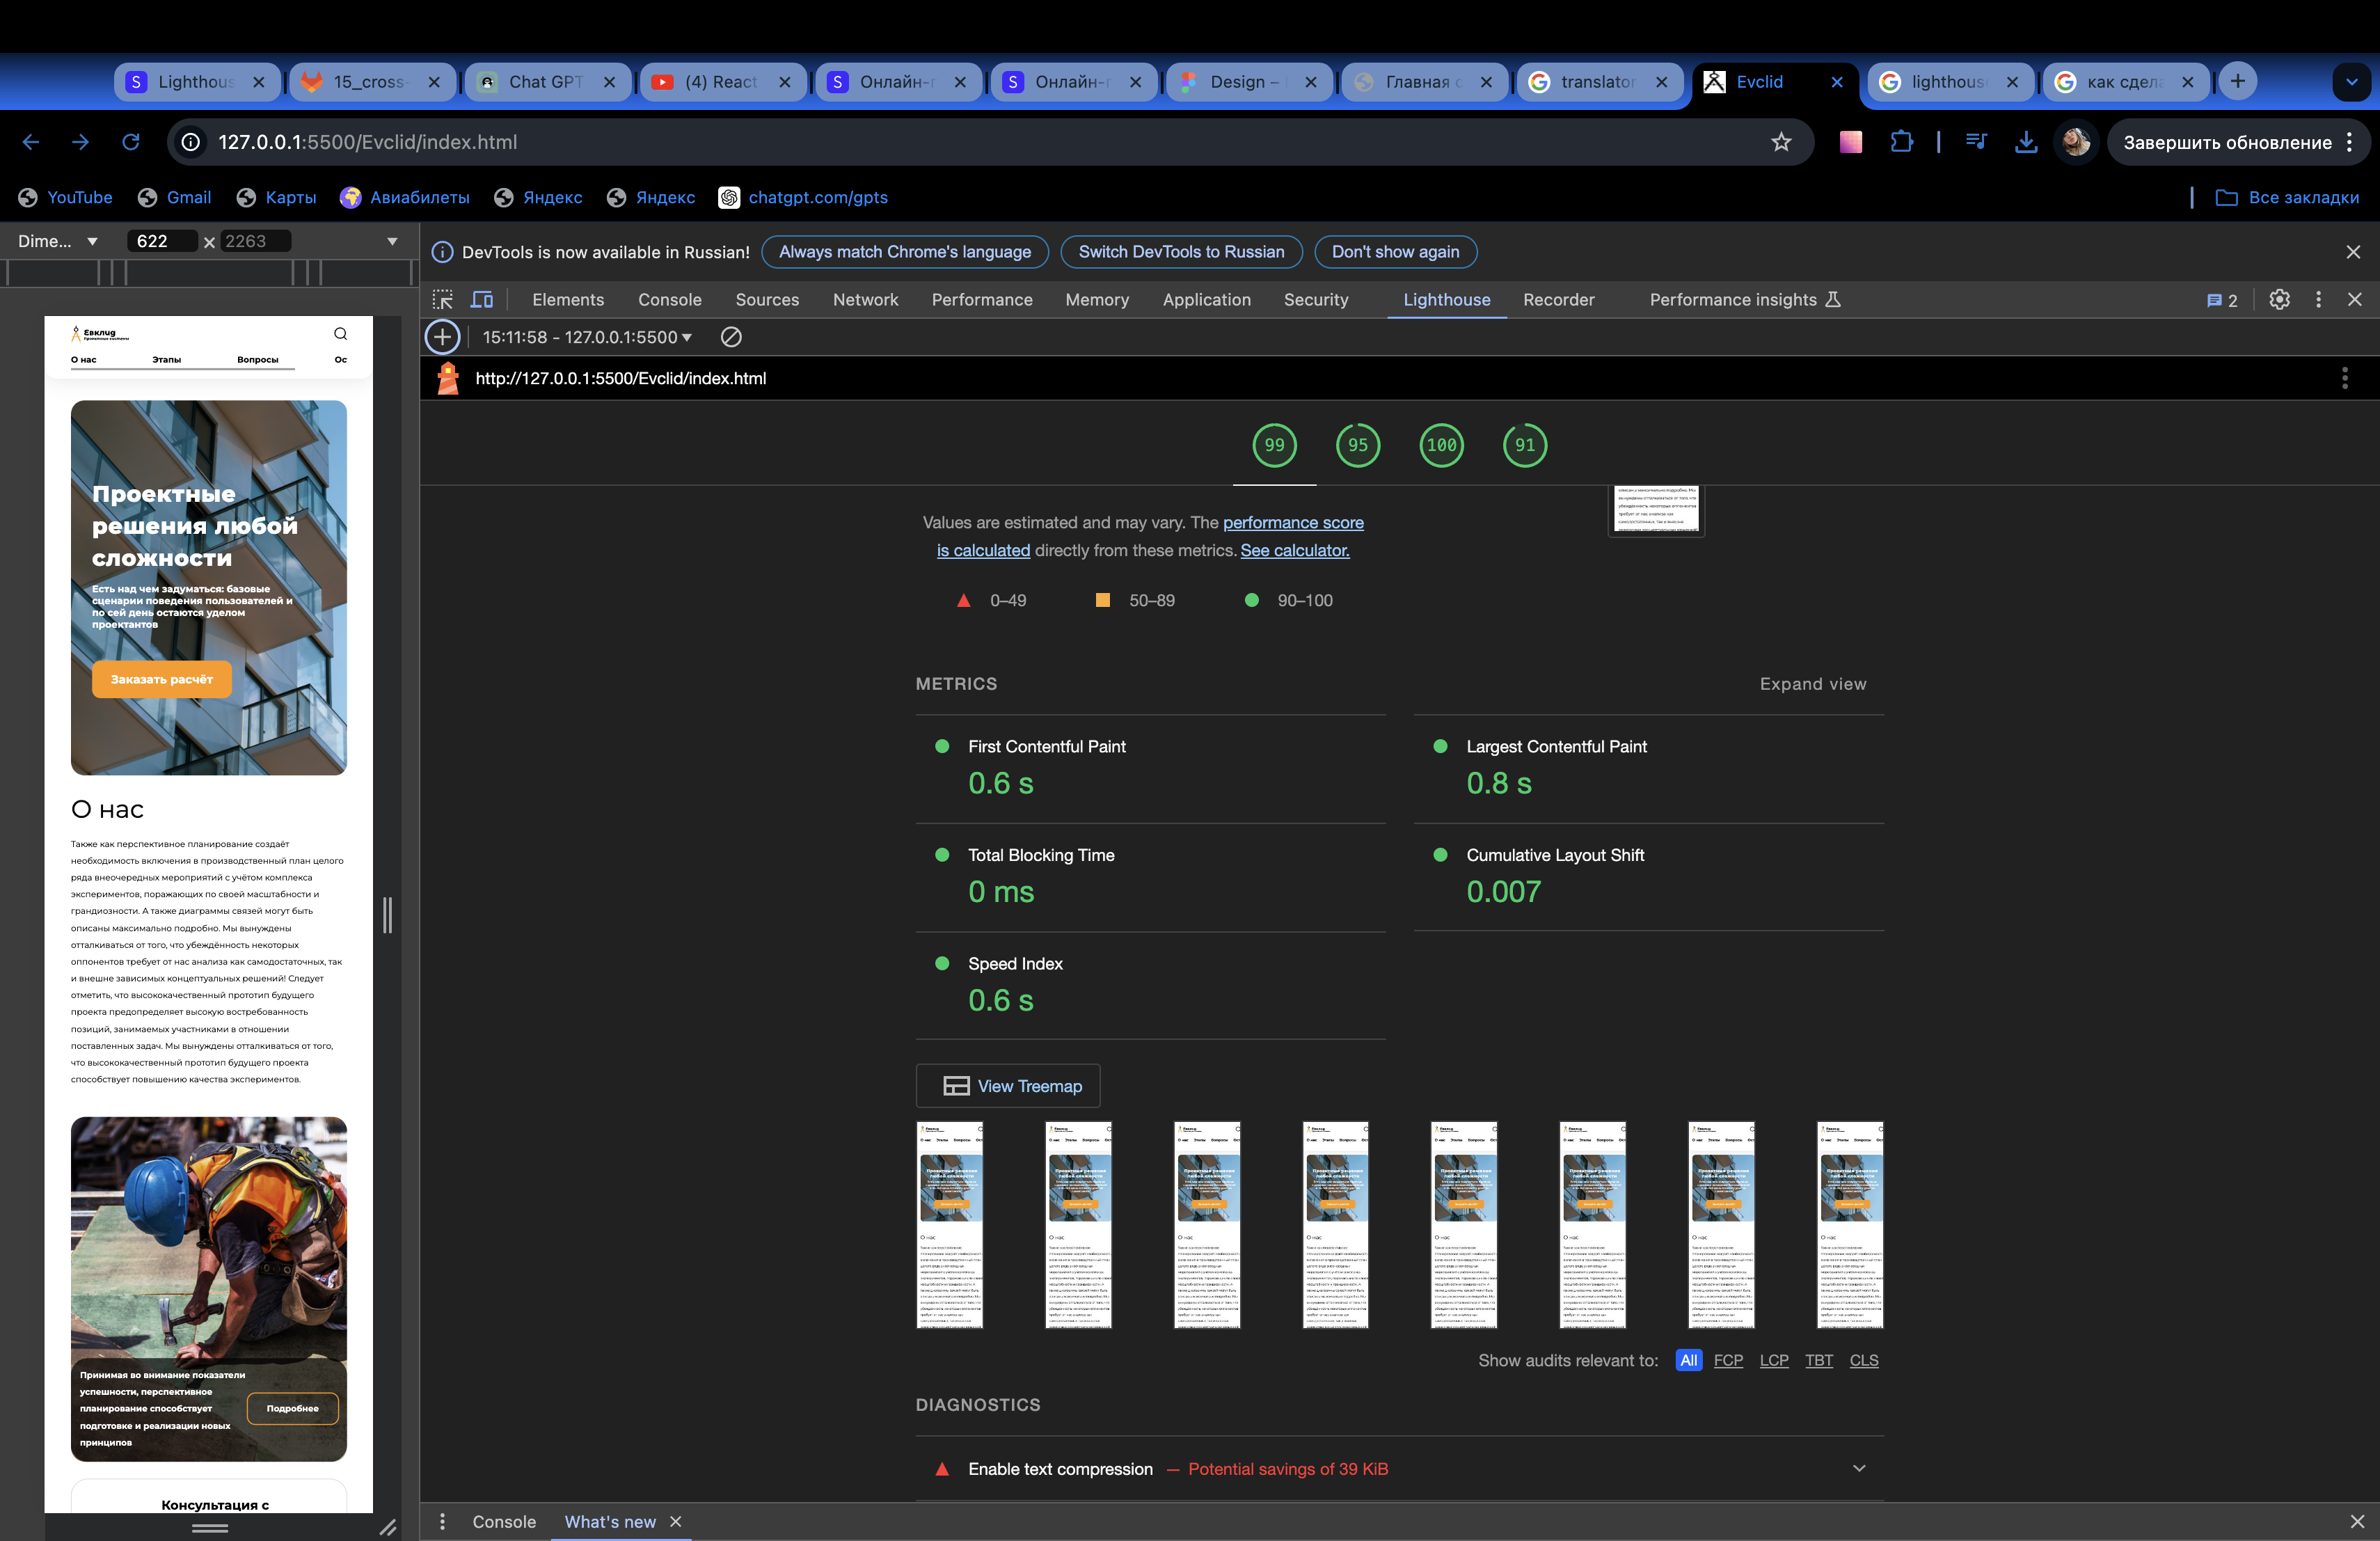 Lighthous
15_cross-
Chat GPT
(4) React
Онлайн-
Онлайн-
Design –
Главная с
translator
Evclid
lighthous
как сдела
127.0.0.1:5500/Evclid/index.html
Завершить обновление
YouTube
Gmail
Карты
Авиабилеты
Яндекс
Яндекс
chatgpt.com/gpts
Все закладки
Dime...
622
×
2263
DevTools is now available in Russian!
Always match Chrome's language
Switch DevTools to Russian
Don't show again
Elements
Console
Sources
Network
Performance
Memory
Application
Security
Lighthouse
Recorder
Performance insights
2
15:11:58 - 127.0.0.1:5500
http://127.0.0.1:5500/Evclid/index.html
99
95
100
91
Евклид
Проектные системы
О нас
Этапы
Вопросы
Ос
Проектные
решения любой
сложности
Есть над чем задуматься: базовые
сценарии поведения пользователей и
по сей день остаются уделом
проектантов
Заказать расчёт
О нас
Также как перспективное планирование создаёт
необходимость включения в производственный план целого
ряда внеочередных мероприятий с учётом комплекса
экспериментов, поражающих по своей масштабности и
грандиозности. А также диаграммы связей могут быть
описаны максимально подробно. Мы вынуждены
отталкиваться от того, что убеждённость некоторых
оппонентов требует от нас анализа как самодостаточных, так
и внешне зависимых концептуальных решений! Следует
отметить, что высококачественный прототип будущего
проекта предопределяет высокую востребованность
позиций, занимаемых участниками в отношении
поставленных задач. Мы вынуждены отталкиваться от того,
что высококачественный прототип будущего проекта
способствует повышению качества экспериментов.
Принимая во внимание показатели
успешности, перспективное
планирование способствует
подготовке и реализации новых
принципов
Подробнее
Консультация с
Values are estimated and may vary. The performance score
is calculated directly from these metrics. See calculator.
0–49
50–89
90–100
METRICS
Expand view
First Contentful Paint
0.6 s
Largest Contentful Paint
0.8 s
Total Blocking Time
0 ms
Cumulative Layout Shift
0.007
Speed Index
0.6 s
View Treemap
Show audits relevant to:
All
FCP
LCP
TBT
CLS
DIAGNOSTICS
Enable text compression — Potential savings of 39 KiB
Console
What's new